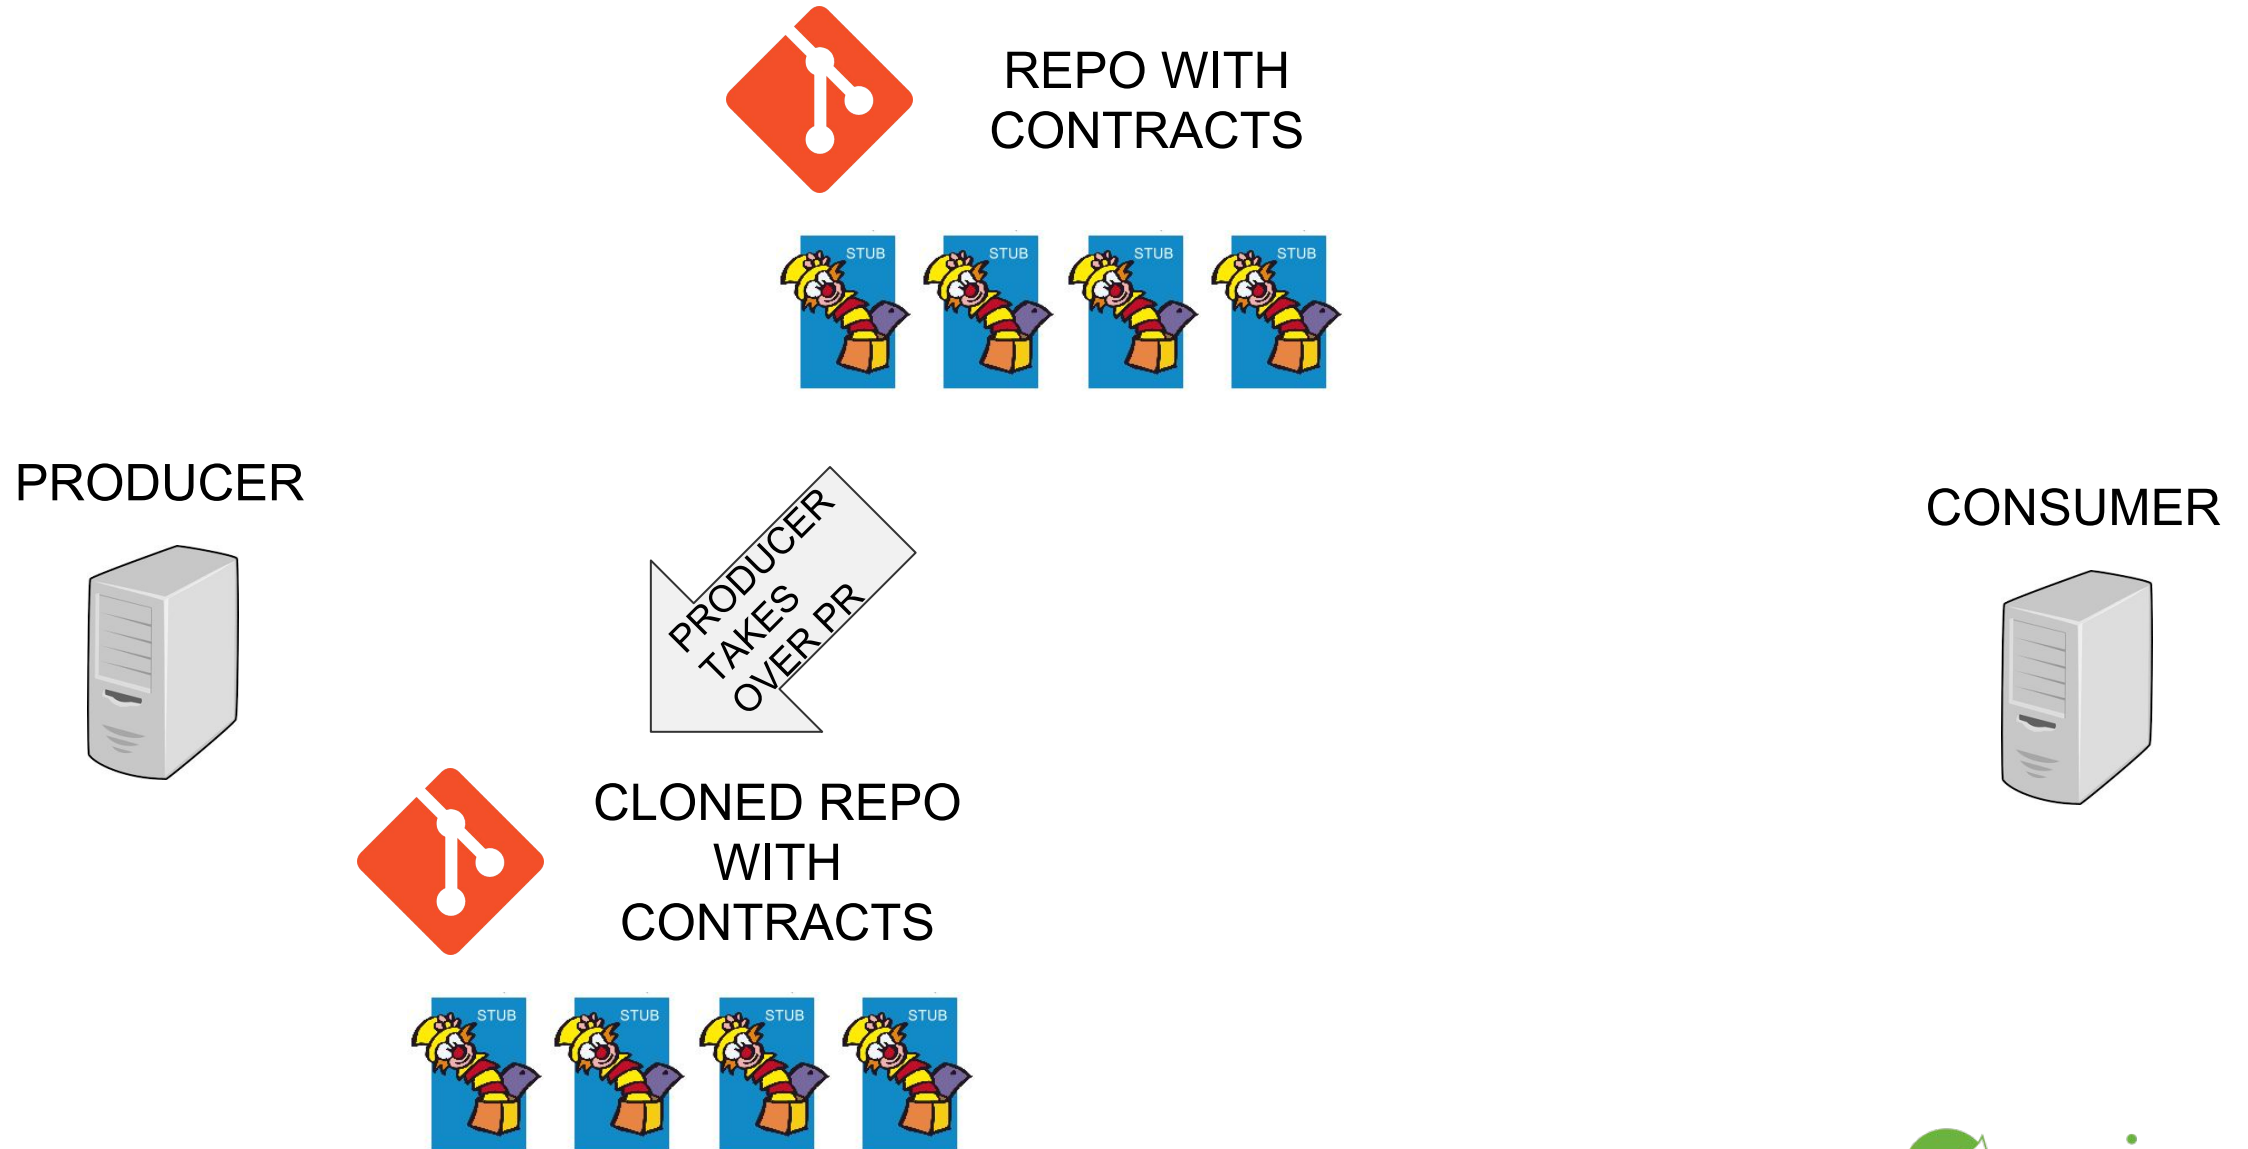 REPO WITH
CONTRACTS
STUB
STUB
STUB
STUB
PRODUCER
CONSUMER
PRODUCER
TAKES
OVER PR
CLONED REPO
WITH
CONTRACTS
STUB
STUB
STUB
STUB